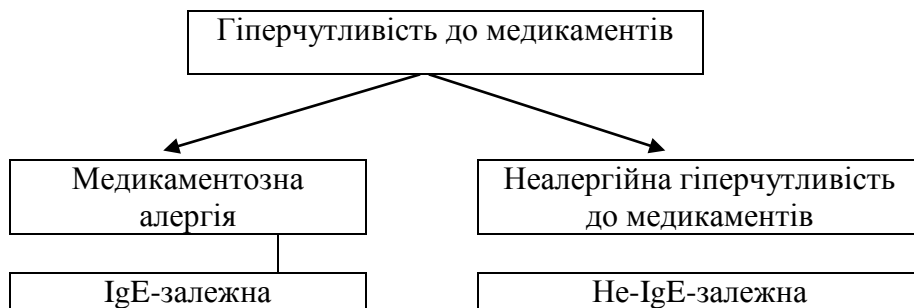 Гіперчутливість до медикаментів
Медикаментозна
алергія
Неалергійна гіперчутливість
до медикаментів
IgE-залежна
Не-IgE-залежна